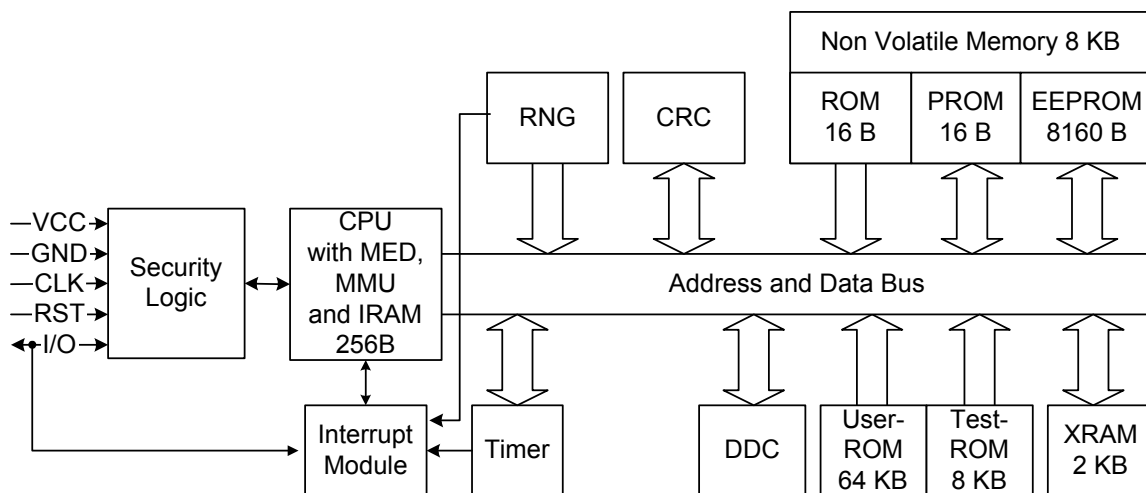 Non Volatile Memory 8 KB
RNG
CRC
ROM
16 B
PROM
16 B
EEPROM
8160 B
VCC
GND
CLK
RST
I/O
Security
Logic
CPU
with MED,
MMU
and IRAM
256B
Address and Data Bus
Interrupt
Module
Timer
DDC
User-
ROM
64 KB
Test-
ROM
8 KB
XRAM
2 KB